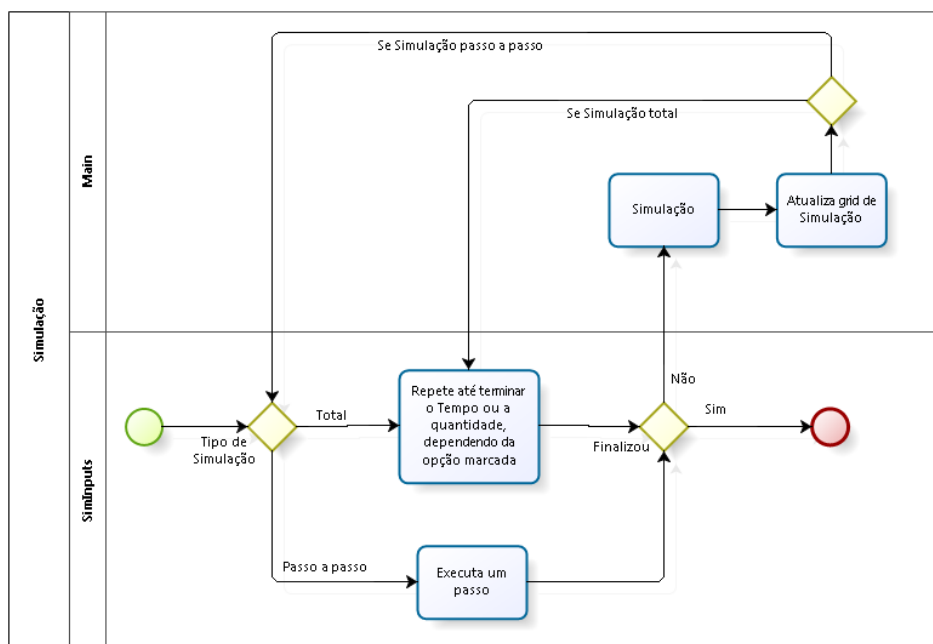 Simulação
Main
SimInputs
Se Simulação passo a passo
Se Simulação total
Simulação
Atualiza grid de
Simulação
Tipo de
Simulação
Total
Repete até terminar
o Tempo ou a
quantidade,
dependendo da
opção marcada
Finalizou
Não
Sim
Passo a passo
Executa um
passo